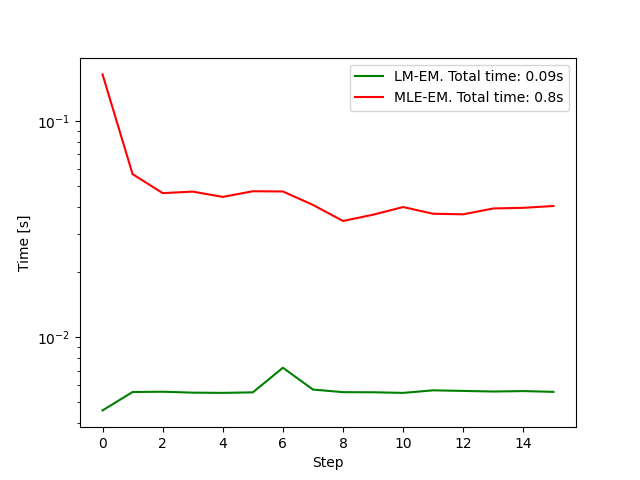 LM-EM. Total time: 0.09s
MLE-EM. Total time: 0.8s
10⁻¹
10⁻²
Time [s]
0 2 4 6 8 10 12 14
Step